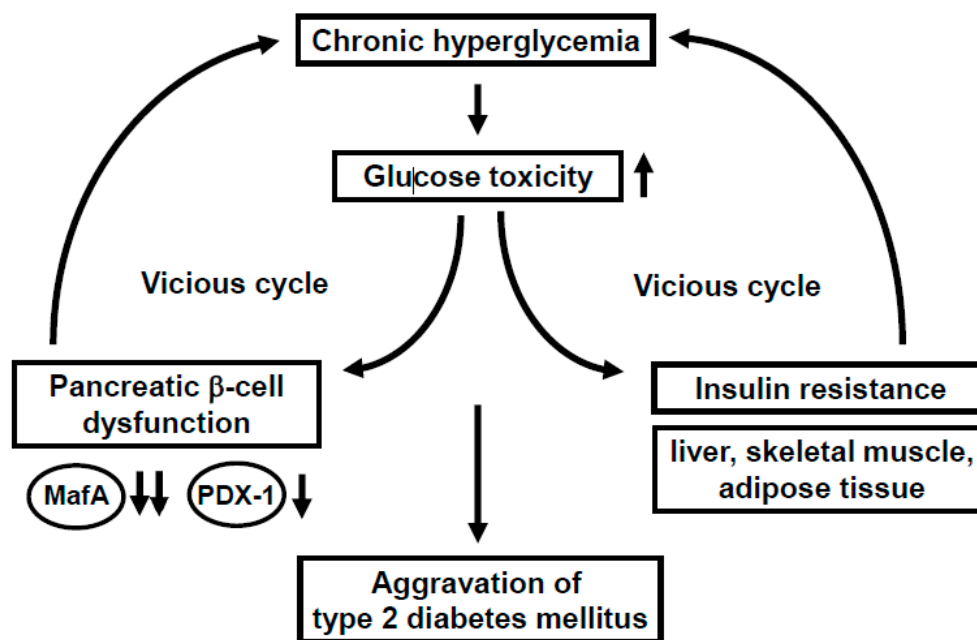 Chronic hyperglycemia
Glucose toxicity
Vicious cycle
Vicious cycle
Pancreatic β-cell
dysfunction
MafA
PDX-1
Insulin resistance
liver, skeletal muscle,
adipose tissue
Aggravation of
type 2 diabetes mellitus